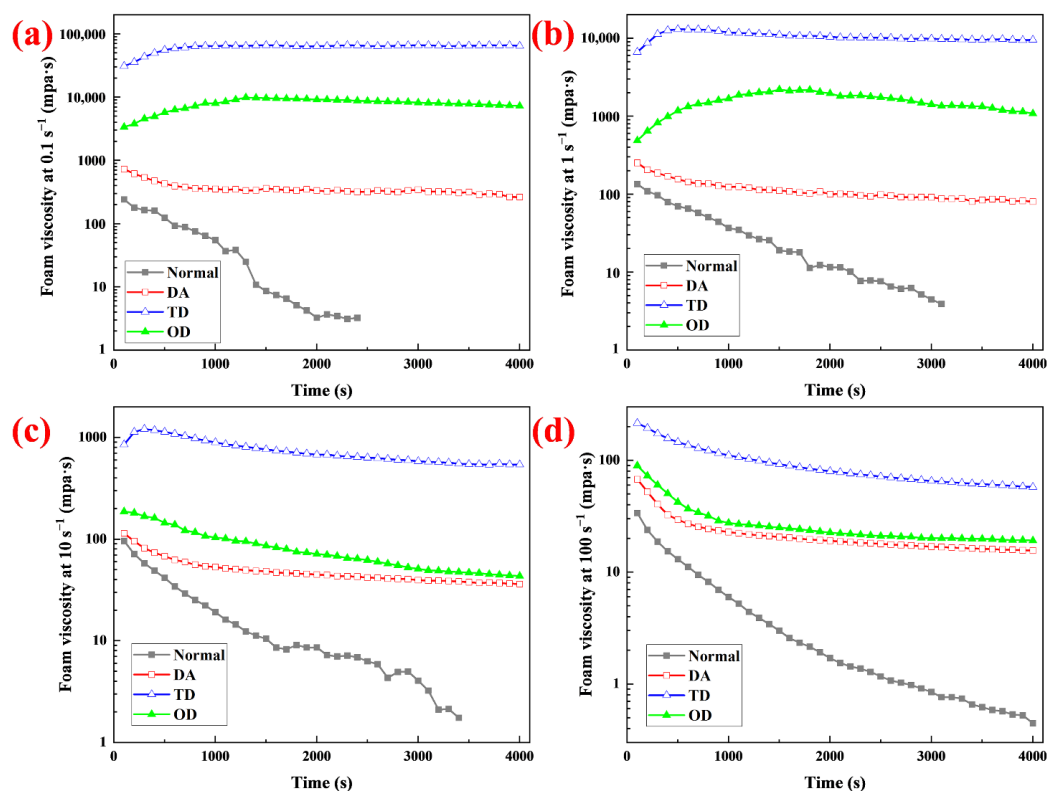 (a)
Foam viscosity at 0.1 s⁻¹ (mpa·s)
100,000
10,000
1000
100
10
1
Normal
DA
TD
OD
0 1000 2000 3000 4000
Time (s)
(b)
Foam viscosity at 1 s⁻¹ (mpa·s)
10,000
1000
100
10
1
Normal
DA
TD
OD
0 1000 2000 3000 4000
Time (s)
(c)
Foam viscosity at 10 s⁻¹ (mpa·s)
1000
100
10
1
Normal
DA
TD
OD
0 1000 2000 3000 4000
Time (s)
(d)
Foam viscosity at 100 s⁻¹ (mpa·s)
100
10
1
Normal
DA
TD
OD
0 1000 2000 3000 4000
Time (s)